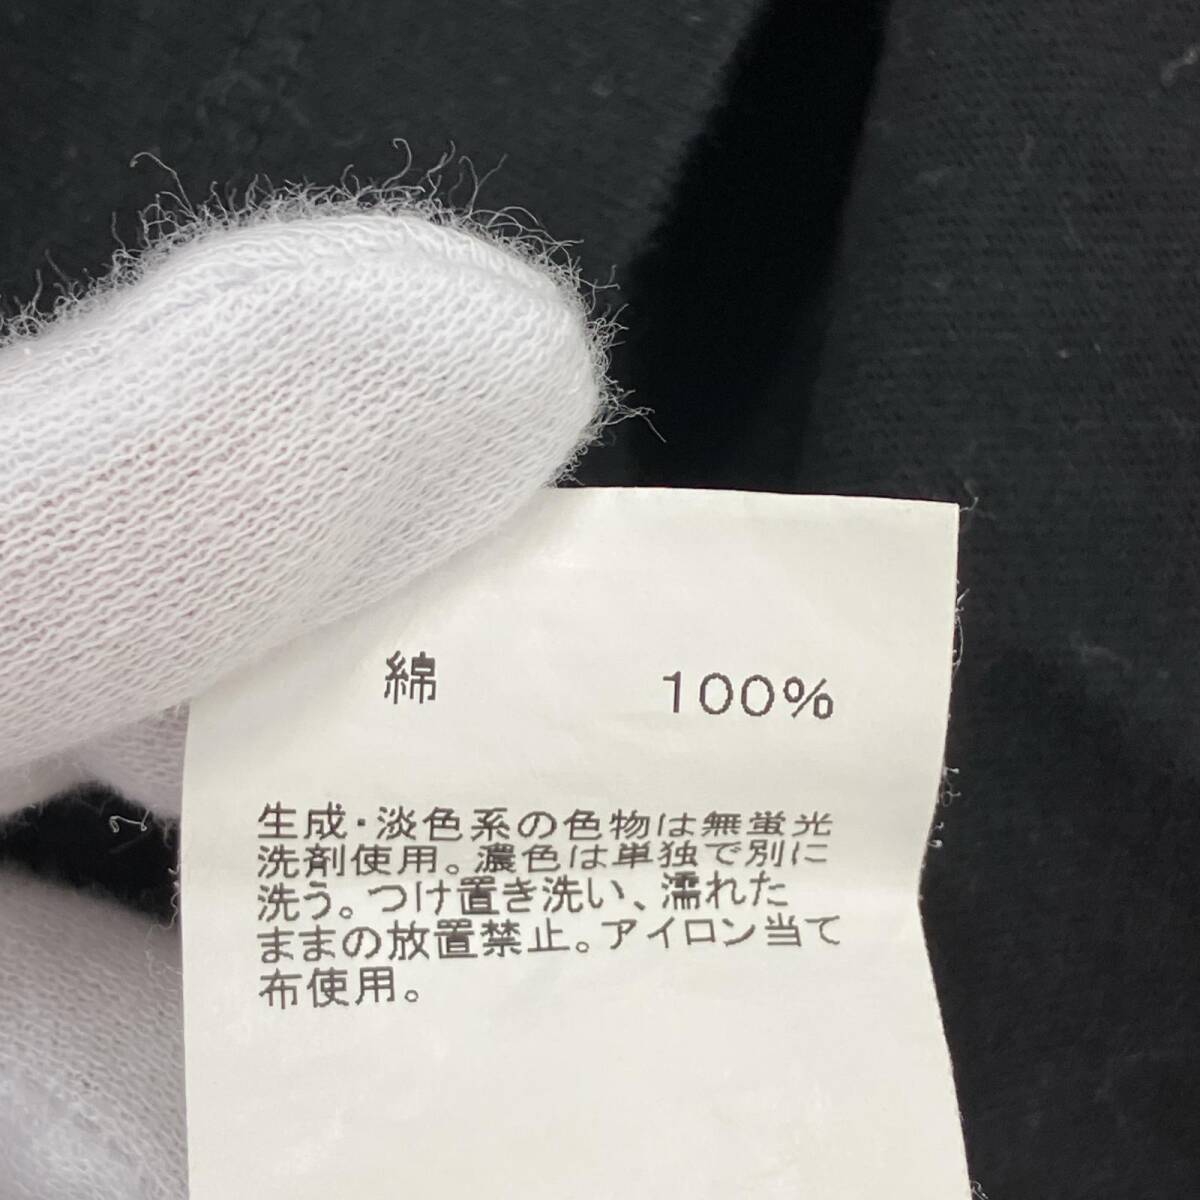 綿 100%
生成・淡色系の色物は無蛍光
洗剤使用。濃色は単独で別に
洗う。つけ置き洗い、濡れた
ままの放置禁止。アイロン当て
布使用。